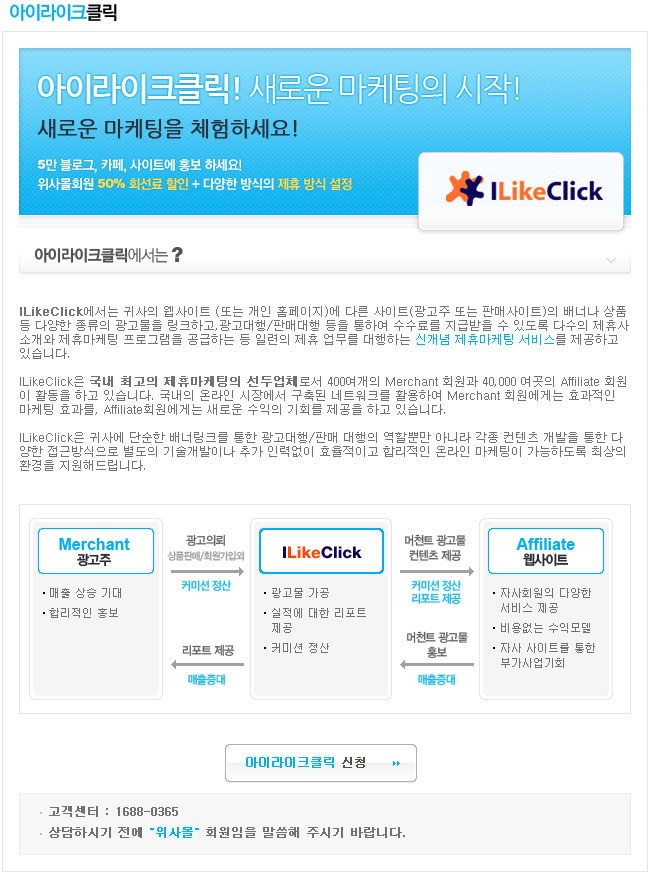 아이라이크클릭
아이라이크클릭! 새로운 마케팅의 시작!
새로운 마케팅을 체험하세요!
5만 블로그, 카페, 사이트에 홍보 하세요!
위사몰회원 50% 회선료 할인 + 다양한 방식의 제휴 방식 설정
ILikeClick
아이라이크클릭에서는 ?
ILikeClick에서는 귀사의 웹사이트 (또는 개인 홈페이지)에 다른 사이트(광고주 또는 판매사이트)의 배너나 상품
등 다양한 종류의 광고물을 링크하고,광고대행/판매대행 등을 통하여 수수료를 지급받을 수 있도록 다수의 제휴사
소개와 제휴마케팅 프로그램을 공급하는 등 일련의 제휴 업무를 대행하는 신개념 제휴마케팅 서비스를 제공하고
있습니다.
ILikeClick은 국내 최고의 제휴마케팅의 선두업체로서 400여개의 Merchant 회원과 40,000 여곳의 Affiliate 회원
이 활동을 하고 있습니다. 국내의 온라인 시장에서 구축된 네트워크를 활용하여 Merchant 회원에게는 효과적인
마케팅 효과를, Affiliate회원에게는 새로운 수익의 기회를 제공을 하고 있습니다.
ILikeClick은 귀사에 단순한 배너링크를 통한 광고대행/판매 대행의 역할뿐만 아니라 각종 컨텐츠 개발을 통한 다
양한 접근방식으로 별도의 기술개발이나 추가 인력없이 효율적이고 합리적인 온라인 마케팅이 가능하도록 최상의
환경을 지원해드립니다.
Merchant
광고주
· 매출 상승 기대
· 합리적인 홍보
광고의뢰
상품판매/회원가입외
커미션 정산
리포트 제공
매출증대
ILikeClick
· 광고물 가공
· 실적에 대한 리포트
제공
· 커미션 정산
머천트 광고물
컨텐츠 제공
커미션 정산
리포트 제공
머천트 광고물
홍보
매출증대
Affiliate
웹사이트
· 자사회원의 다양한
서비스 제공
· 비용없는 수익모델
· 자사 사이트를 통한
부가사업기회
아이라이크클릭 신청
· 고객센터 : 1688-0365
· 상담하시기 전에 "위사몰" 회원임을 말씀해 주시기 바랍니다.